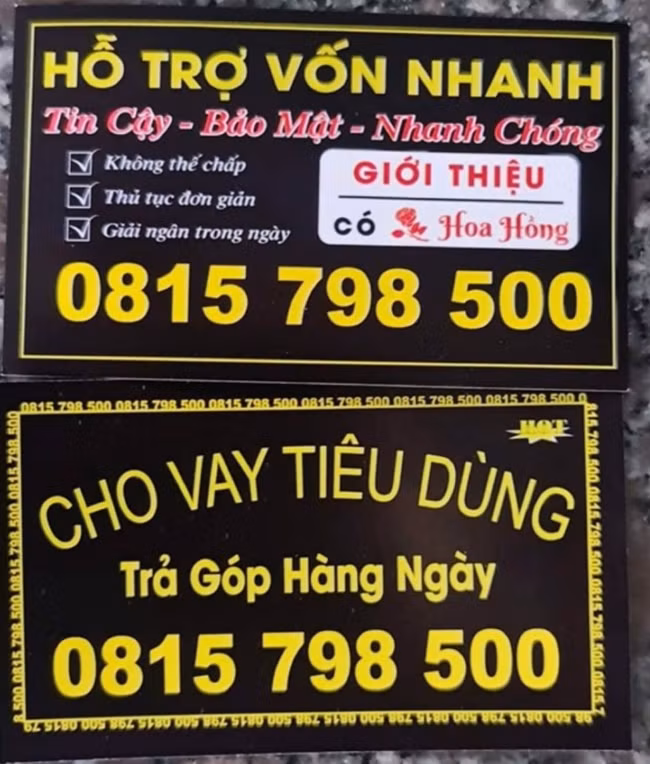 HỖ TRỢ VỐN NHANH
Tin Cậy - Bảo Mật - Nhanh Chóng
Không thế chấp
Thủ tục đơn giản
Giải ngân trong ngày
GIỚI THIỆU
có Hoa Hồng
0815 798 500
0815 798 500 0815 798 500 0815 798 500 0815 798 500 0815 798 500 0815 798 500 0
HOT
CHO VAY TIÊU DÙNG
Trả Góp Hàng Ngày
0815 798 500